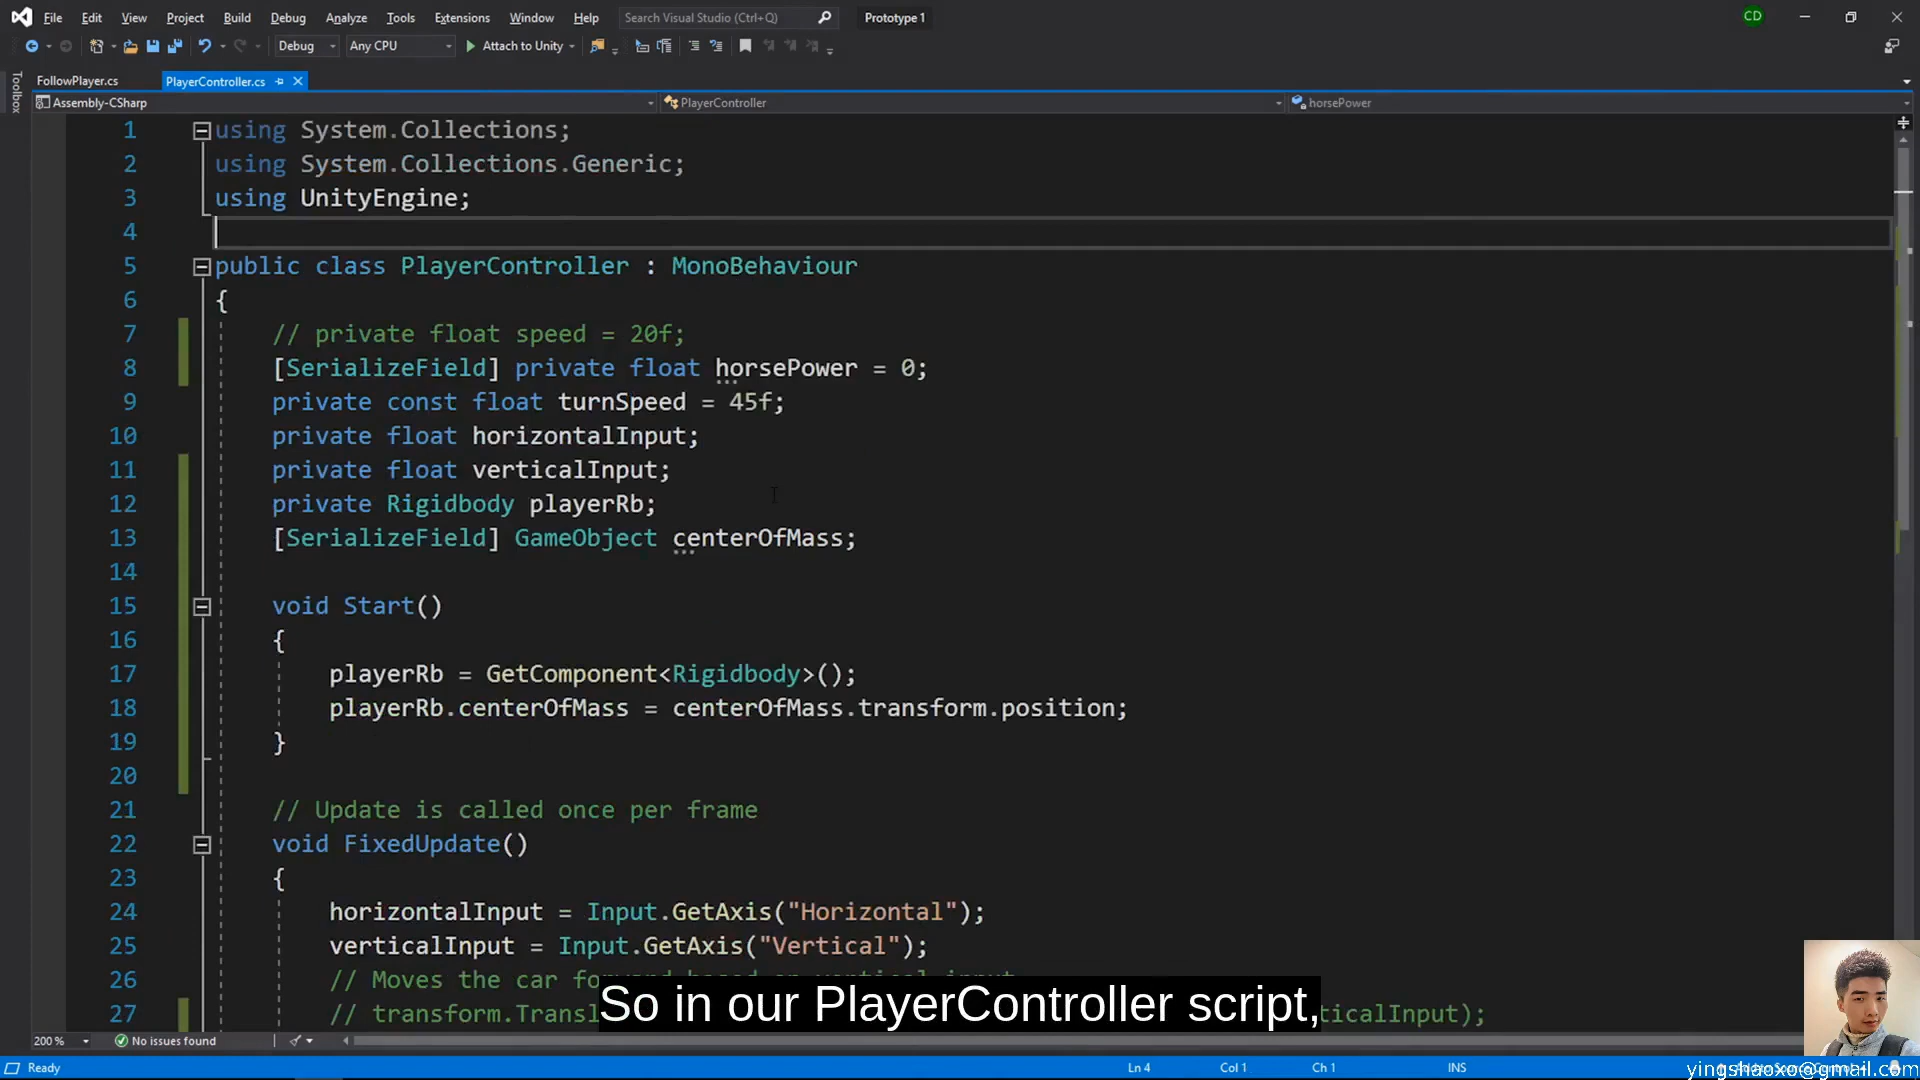 File Edit View Project Build Debug Analyze Tools Extensions Window Help Search Visual Studio (Ctrl+Q) Prototype 1 CD
Debug Any CPU Attach to Unity
Toolbox
FollowPlayer.cs PlayerController.cs
Assembly-CSharp PlayerController horsePower
1 using System.Collections;
2 using System.Collections.Generic;
3 using UnityEngine;
4
5 public class PlayerController : MonoBehaviour
6 {
7 // private float speed = 20f;
8 [SerializeField] private float horsePower = 0;
9 private const float turnSpeed = 45f;
10 private float horizontalInput;
11 private float verticalInput;
12 private Rigidbody playerRb;
13 [SerializeField] GameObject centerOfMass;
14
15 void Start()
16 {
17 playerRb = GetComponent<Rigidbody>();
18 playerRb.centerOfMass = centerOfMass.transform.position;
19 }
20
21 // Update is called once per frame
22 void FixedUpdate()
23 {
24 horizontalInput = Input.GetAxis("Horizontal");
25 verticalInput = Input.GetAxis("Vertical");
26 // Moves the car
27 // transform.Transl ticalInput);
So in our PlayerController script,
200 % No issues found
Ready Ln 4 Col 1 Ch 1 INS
yingshaoxo@gmail.com